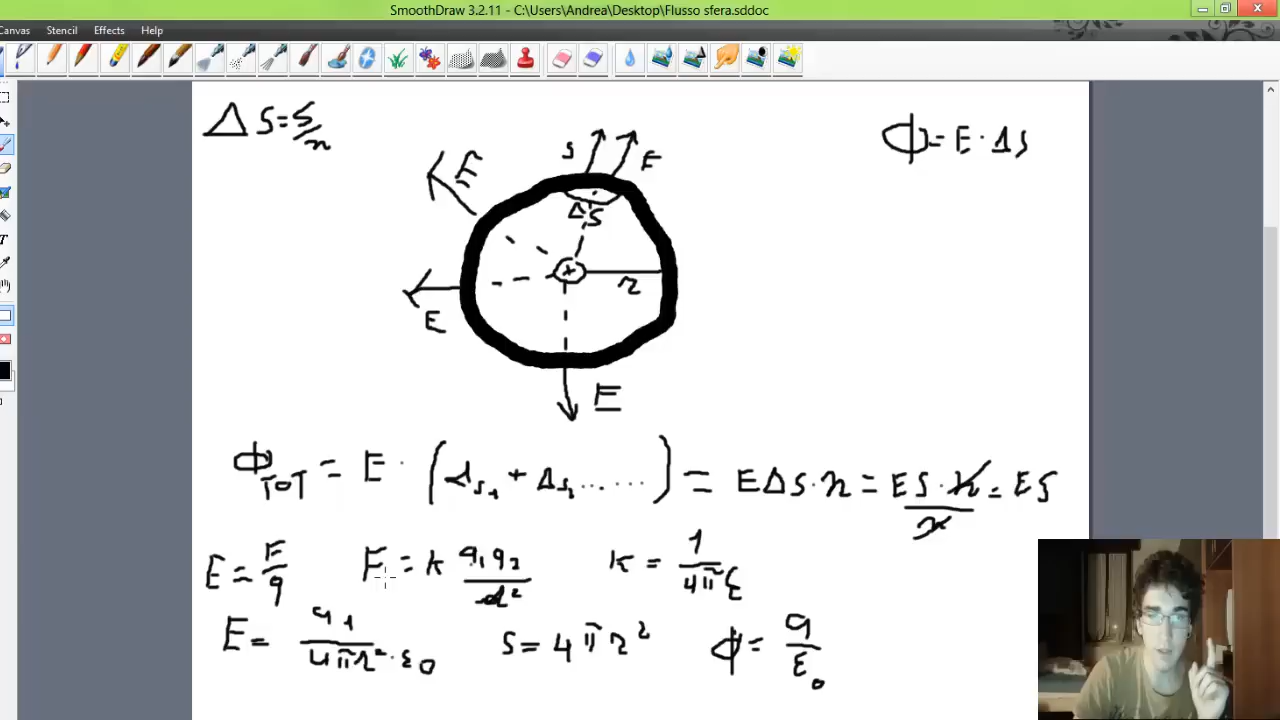 SmoothDraw 3.2.11 - C:\Users\Andrea\Desktop\Flusso sfera.sddoc
Canvas Stencil Effects Help
ΔS=S/n
Φ=E·ΔS
S E
E
ΔS
+
r
E
E
Φ_TOT = E·(Δs₁+Δs₂......) = EΔS·n = ES·n/n = ES
E=F/q F=k q₁q₂/d² k=1/4πε
E=q₁/4πr²·ε₀ S=4πr² Φ=q/ε₀